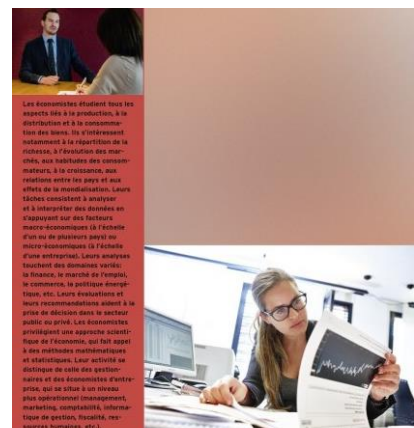 Les économistes étudient tous les
aspects liés à la production, à la
distribution et à la consomma-
tion des biens. Ils s'intéressent
notamment à la répartition de la
richesse, à l'évolution des mar-
chés, aux habitudes des consom-
mateurs, à la croissance, aux
relations entre les pays et aux
effets de la mondialisation. Leurs
tâches consistent à analyser
et à interpréter des données en
s'appuyant sur des facteurs
macro-économiques (à l'échelle
d'un ou de plusieurs pays) ou
micro-économiques (à l'échelle
d'une entreprise). Leurs analyses
touchent des domaines variés:
la finance, le marché de l'emploi,
le commerce, la politique énergé-
tique, etc. Leurs évaluations et
leurs recommandations aident à la
prise de décision dans le secteur
public ou privé. Les économistes
privilégient une approche scienti-
fique de l'économie, qui fait appel
à des méthodes mathématiques
et statistiques. Leur activité se
distingue de celle des gestion-
naires et des économistes d'entre-
prise, qui se situe à un niveau
plus opérationnel (management,
marketing, comptabilité, informa-
tique de gestion, fiscalité, res-
sources humaines, etc.).